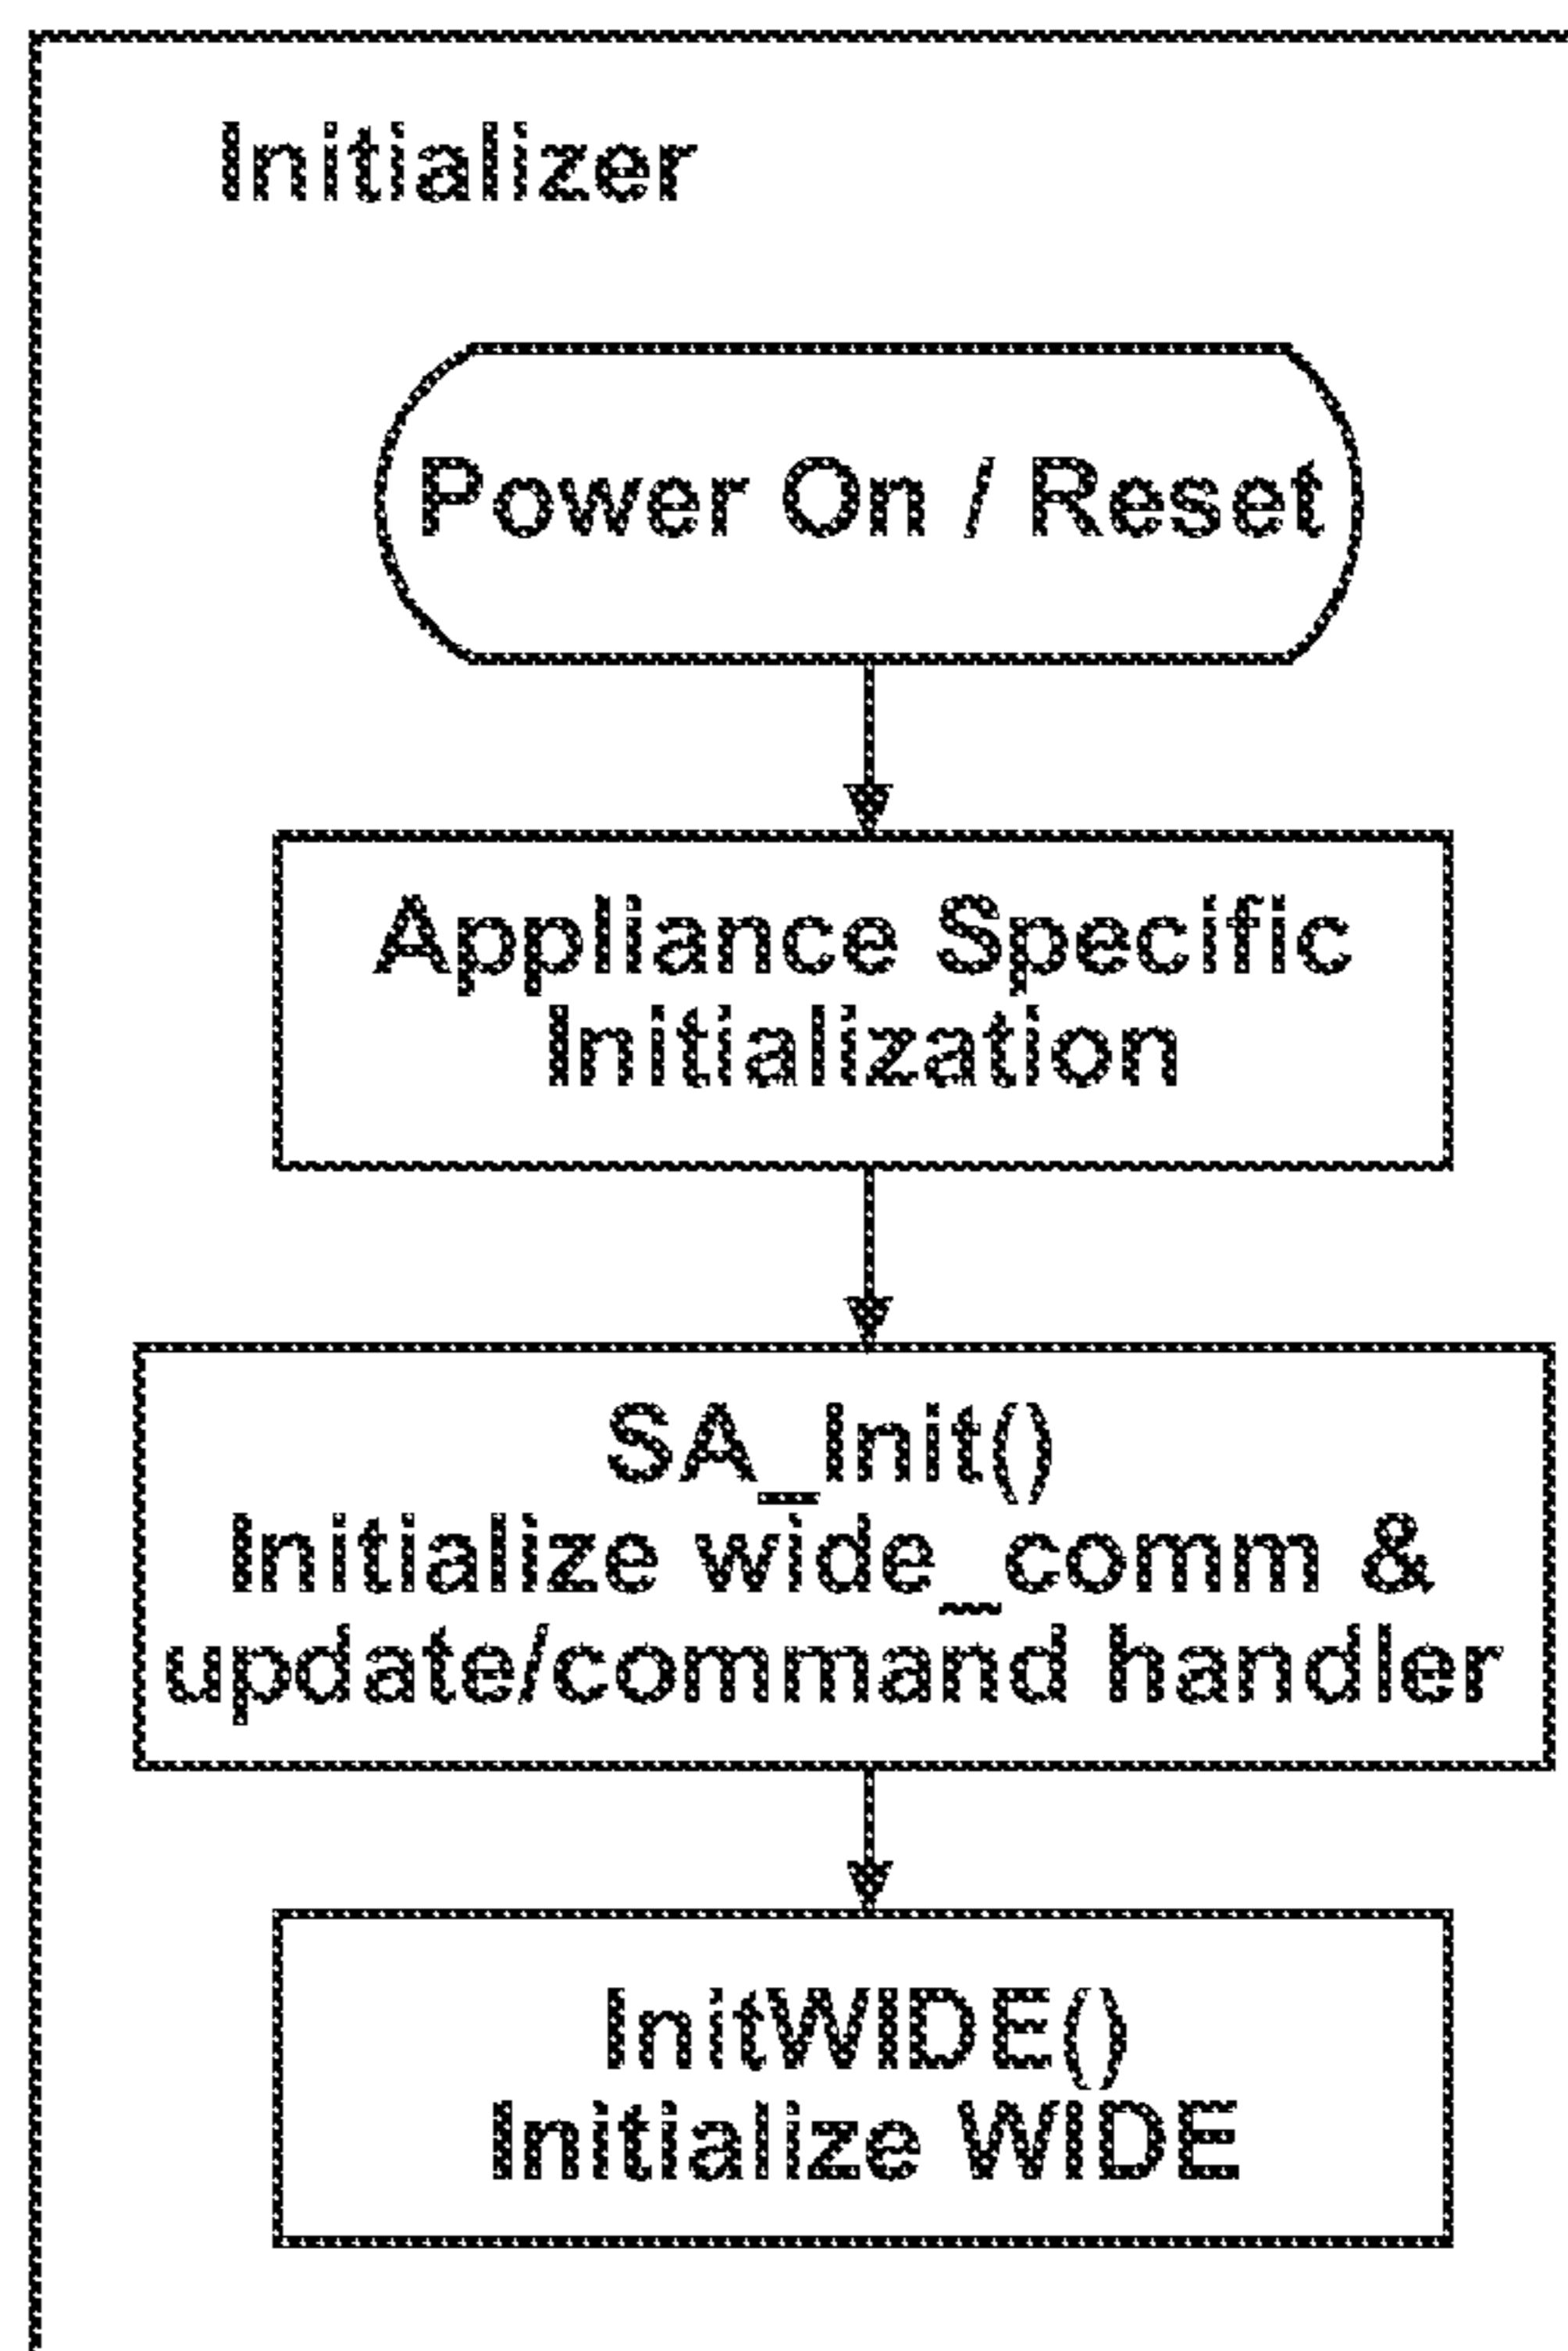 Initializer
Power On / Reset
Appliance Specific
Initialization
SA_Init()
Initialize wide_comm &
update/command handler
InitWIDE()
Initialize WIDE